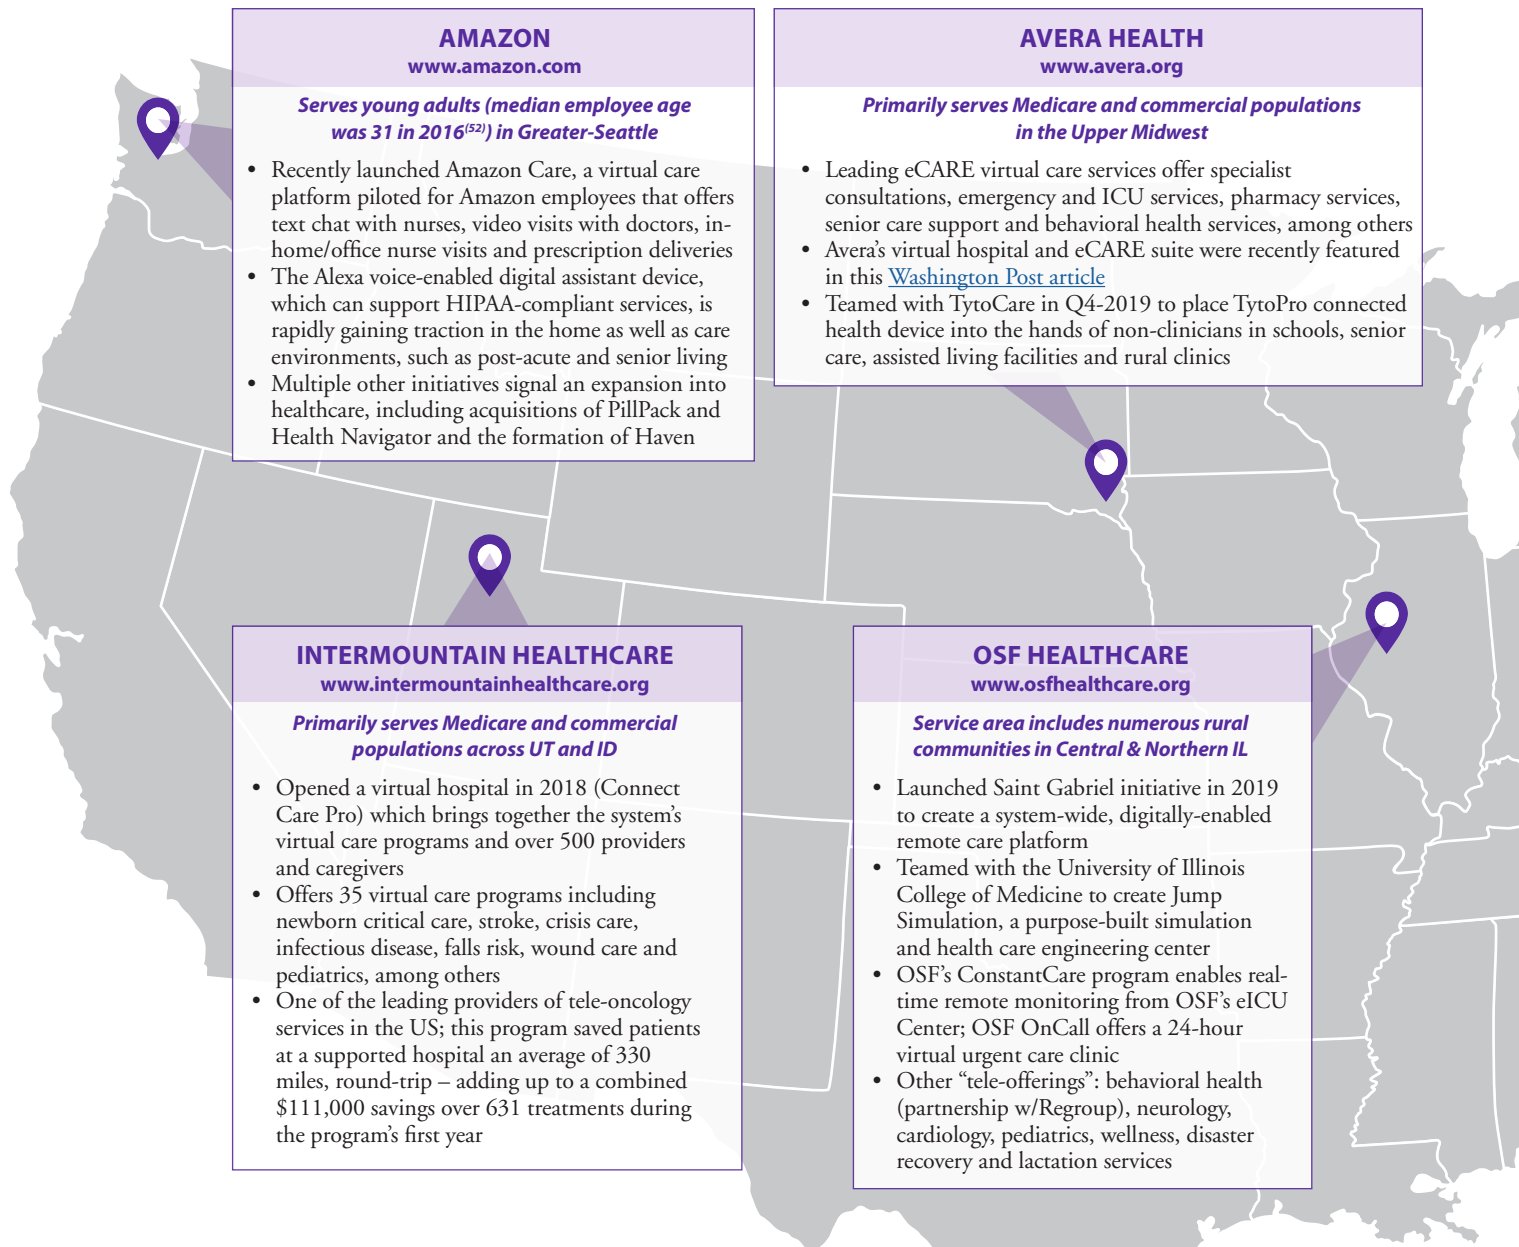 AMAZON
www.amazon.com
Serves young adults (median employee age
was 31 in 2016(52)) in Greater-Seattle
• Recently launched Amazon Care, a virtual care
platform piloted for Amazon employees that offers
text chat with nurses, video visits with doctors, in-
home/office nurse visits and prescription deliveries
• The Alexa voice-enabled digital assistant device,
which can support HIPAA-compliant services, is
rapidly gaining traction in the home as well as care
environments, such as post-acute and senior living
• Multiple other initiatives signal an expansion into
healthcare, including acquisitions of PillPack and
Health Navigator and the formation of Haven
AVERA HEALTH
www.avera.org
Primarily serves Medicare and commercial populations
in the Upper Midwest
• Leading eCARE virtual care services offer specialist
consultations, emergency and ICU services, pharmacy services,
senior care support and behavioral health services, among others
• Avera's virtual hospital and eCARE suite were recently featured
in this Washington Post article
• Teamed with TytoCare in Q4-2019 to place TytoPro connected
health device into the hands of non-clinicians in schools, senior
care, assisted living facilities and rural clinics
INTERMOUNTAIN HEALTHCARE
www.intermountainhealthcare.org
Primarily serves Medicare and commercial
populations across UT and ID
• Opened a virtual hospital in 2018 (Connect
Care Pro) which brings together the system's
virtual care programs and over 500 providers
and caregivers
• Offers 35 virtual care programs including
newborn critical care, stroke, crisis care,
infectious disease, falls risk, wound care and
pediatrics, among others
• One of the leading providers of tele-oncology
services in the US; this program saved patients
at a supported hospital an average of 330
miles, round-trip – adding up to a combined
$111,000 savings over 631 treatments during
the program's first year
OSF HEALTHCARE
www.osfhealthcare.org
Service area includes numerous rural
communities in Central & Northern IL
• Launched Saint Gabriel initiative in 2019
to create a system-wide, digitally-enabled
remote care platform
• Teamed with the University of Illinois
College of Medicine to create Jump
Simulation, a purpose-built simulation
and health care engineering center
• OSF's ConstantCare program enables real-
time remote monitoring from OSF's eICU
Center; OSF OnCall offers a 24-hour
virtual urgent care clinic
• Other "tele-offerings": behavioral health
(partnership w/Regroup), neurology,
cardiology, pediatrics, wellness, disaster
recovery and lactation services